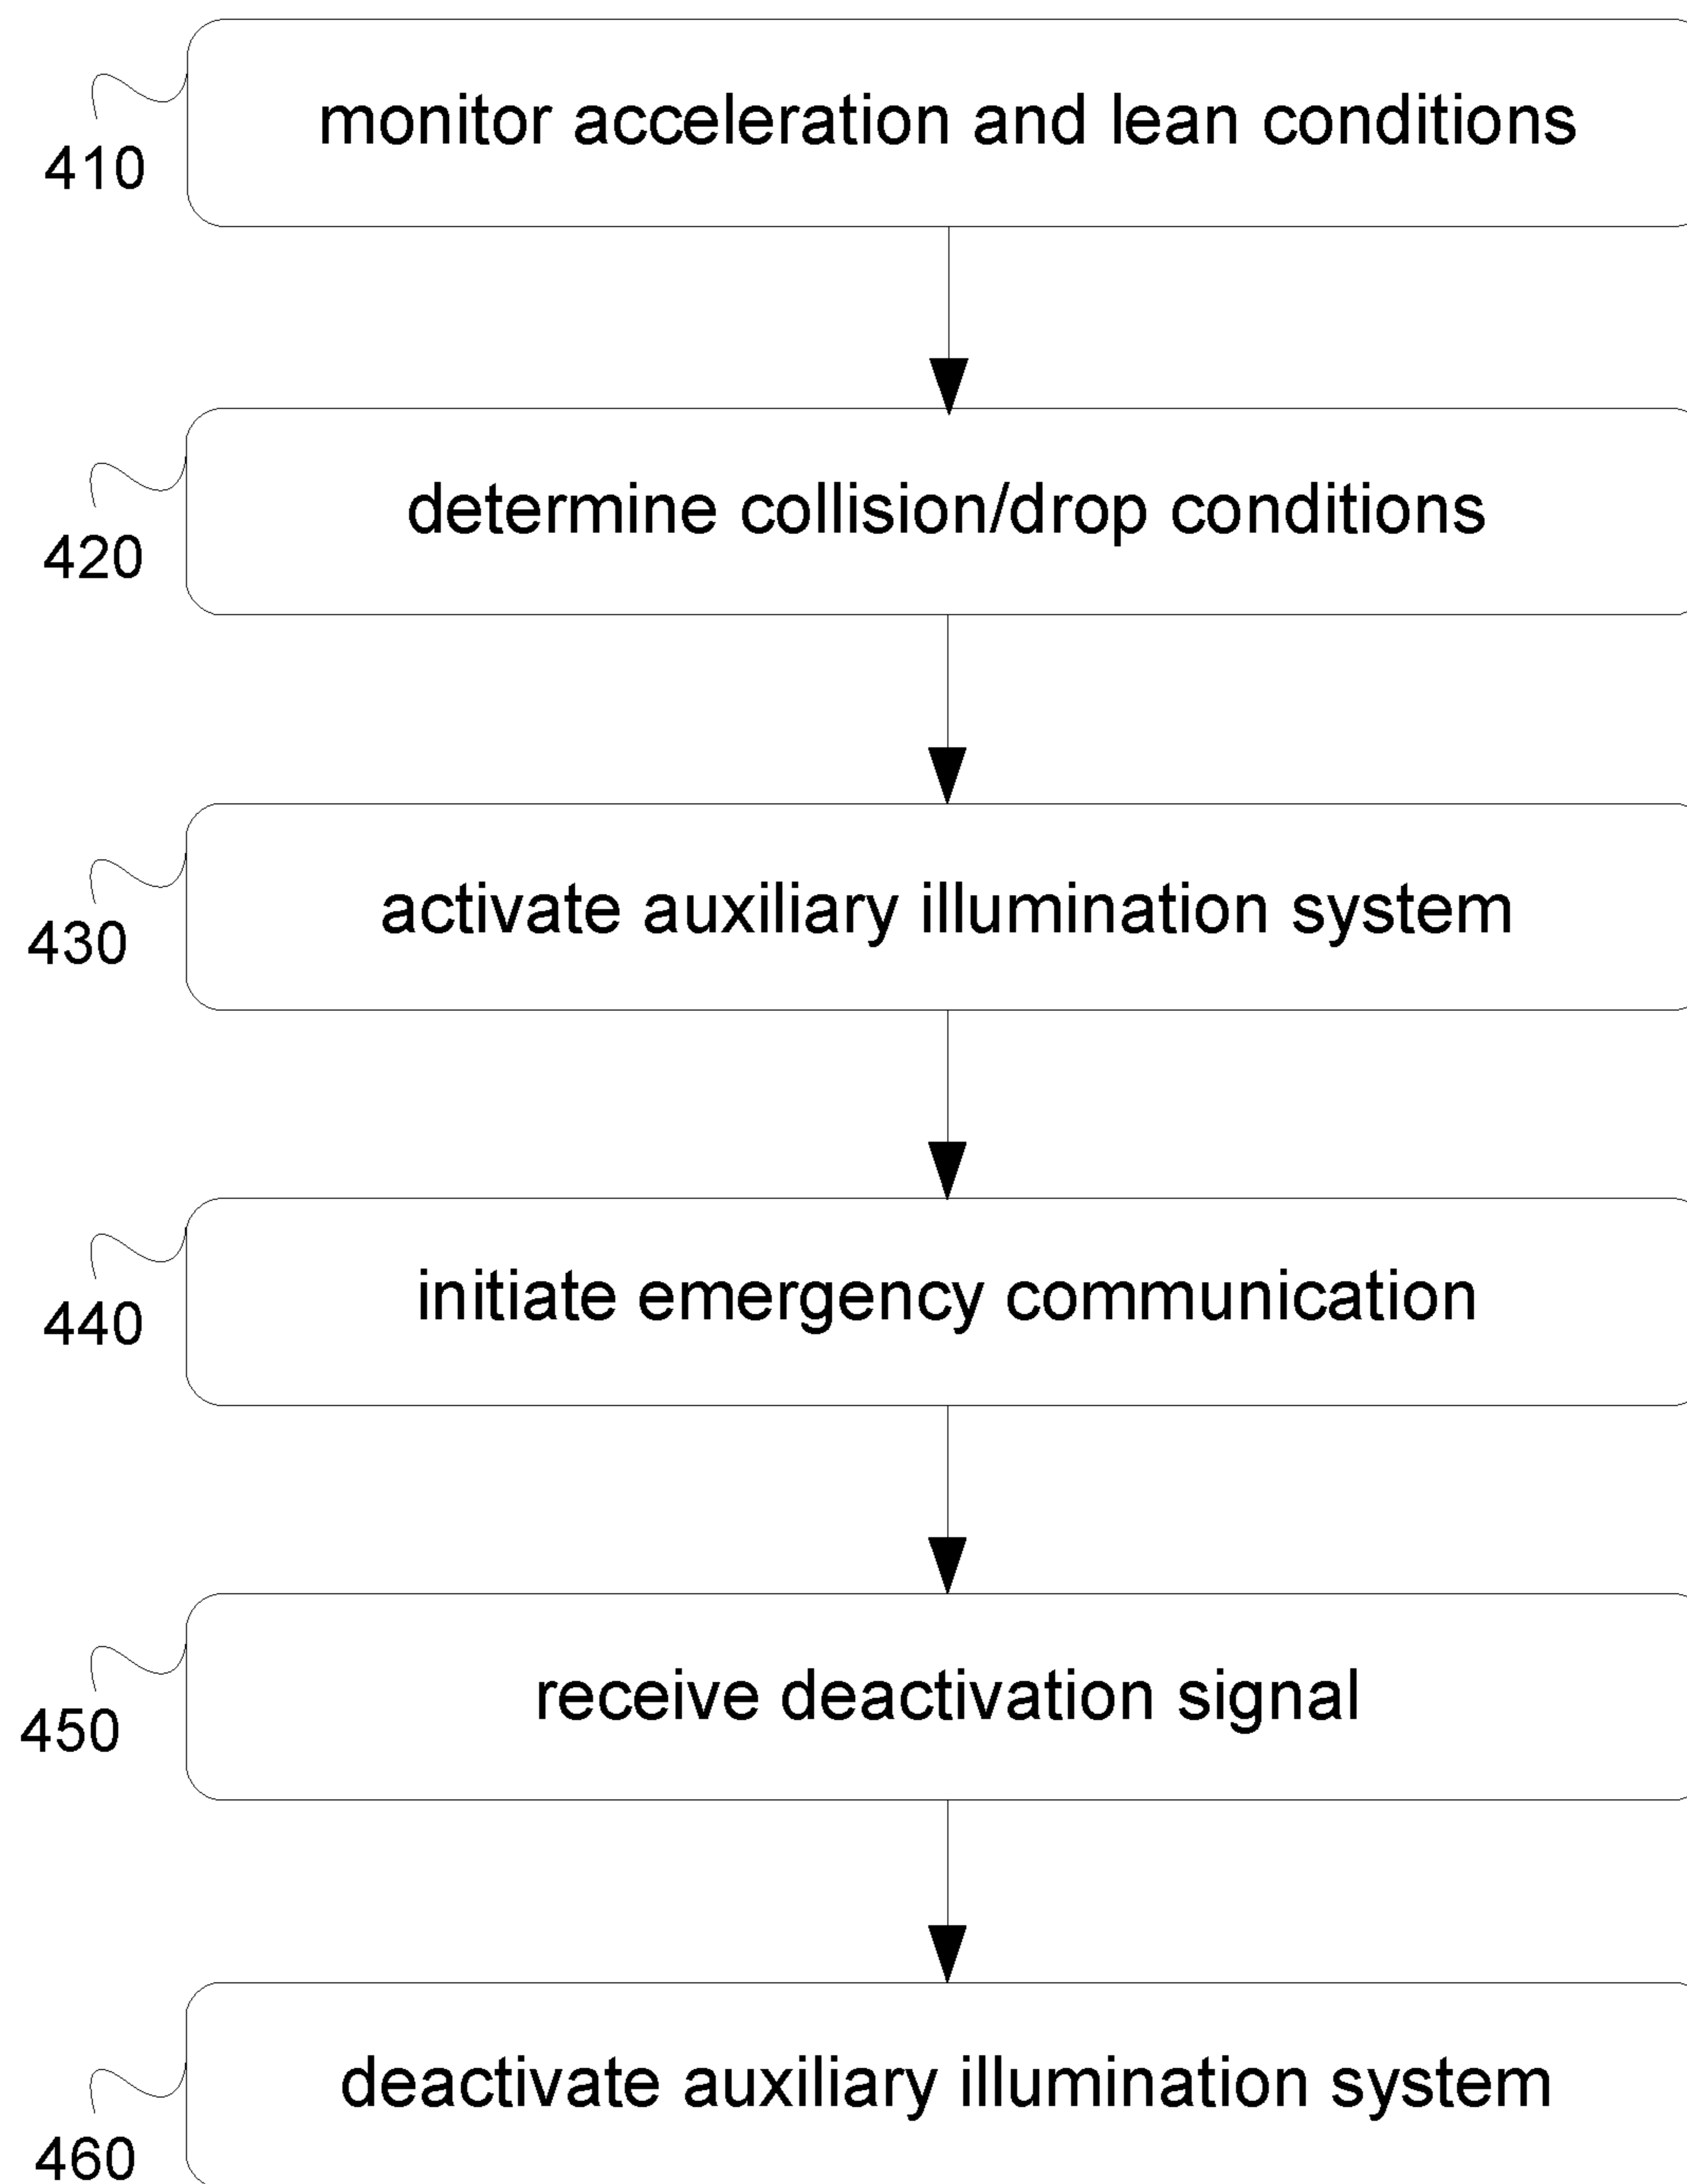 monitor acceleration and lean conditions
410
determine collision/drop conditions
420
activate auxiliary illumination system
430
initiate emergency communication
440
receive deactivation signal
450
deactivate auxiliary illumination system
460